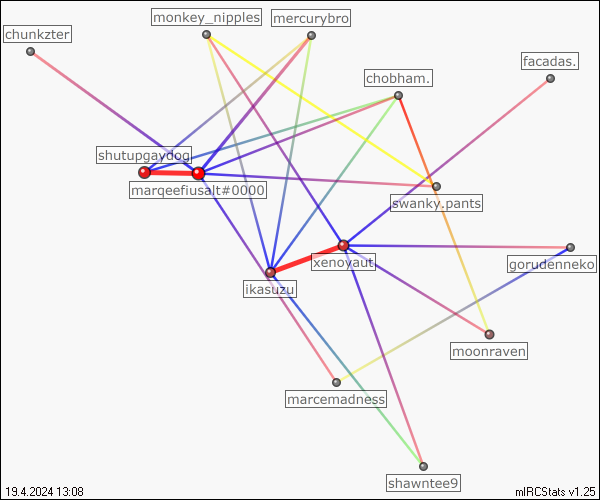 monkey_nipples
mercurybro
chunkzter
facadas.
chobham.
shutupgaydog
marqeefiusalt#0000
swanky.pants
xenoyaut
gorudenneko
ikasuzu
moonraven
marcemadness
shawntee9
19.4.2024 13:08
mIRCStats v1.25